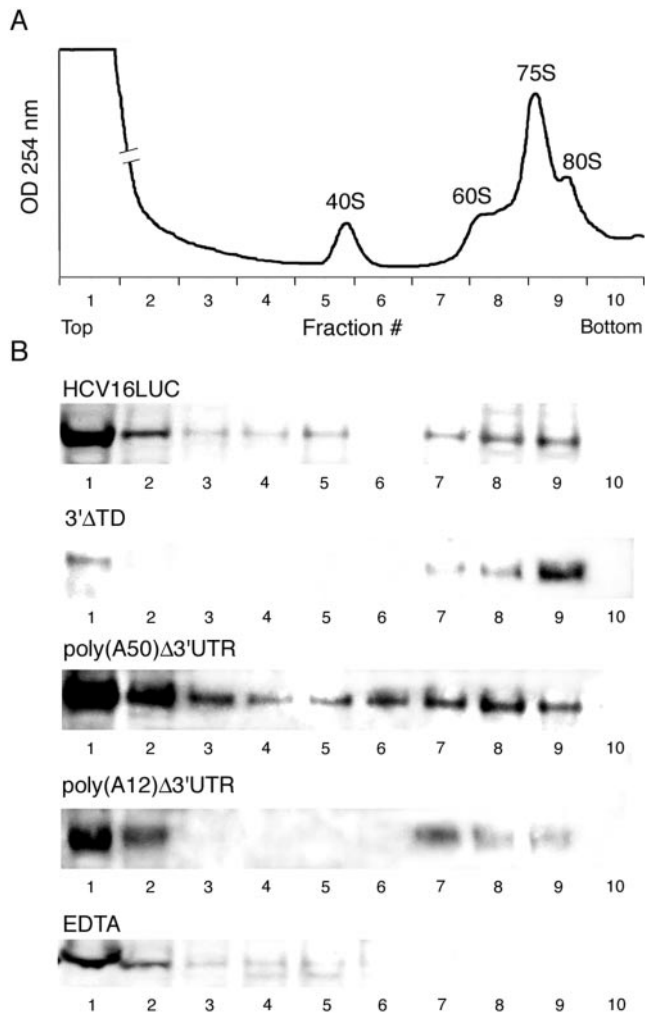 A
OD 254 nm
40S
60S
75S
80S
1 2 3 4 5 6 7 8 9 10
Top Fraction # Bottom
B
HCV16LUC
1 2 3 4 5 6 7 8 9 10
3'ΔTD
1 2 3 4 5 6 7 8 9 10
poly(A50)Δ3'UTR
1 2 3 4 5 6 7 8 9 10
poly(A12)Δ3'UTR
1 2 3 4 5 6 7 8 9 10
EDTA
1 2 3 4 5 6 7 8 9 10